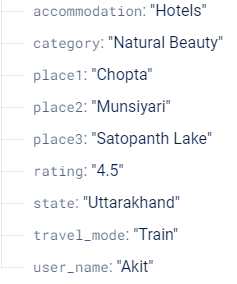 accommodation: "Hotels"
category: "Natural Beauty"
place1: "Chopta"
place2: "Munsiyari"
place3: "Satopanth Lake"
rating: "4.5"
state: "Uttarakhand"
travel_mode: "Train"
user_name: "Akit"